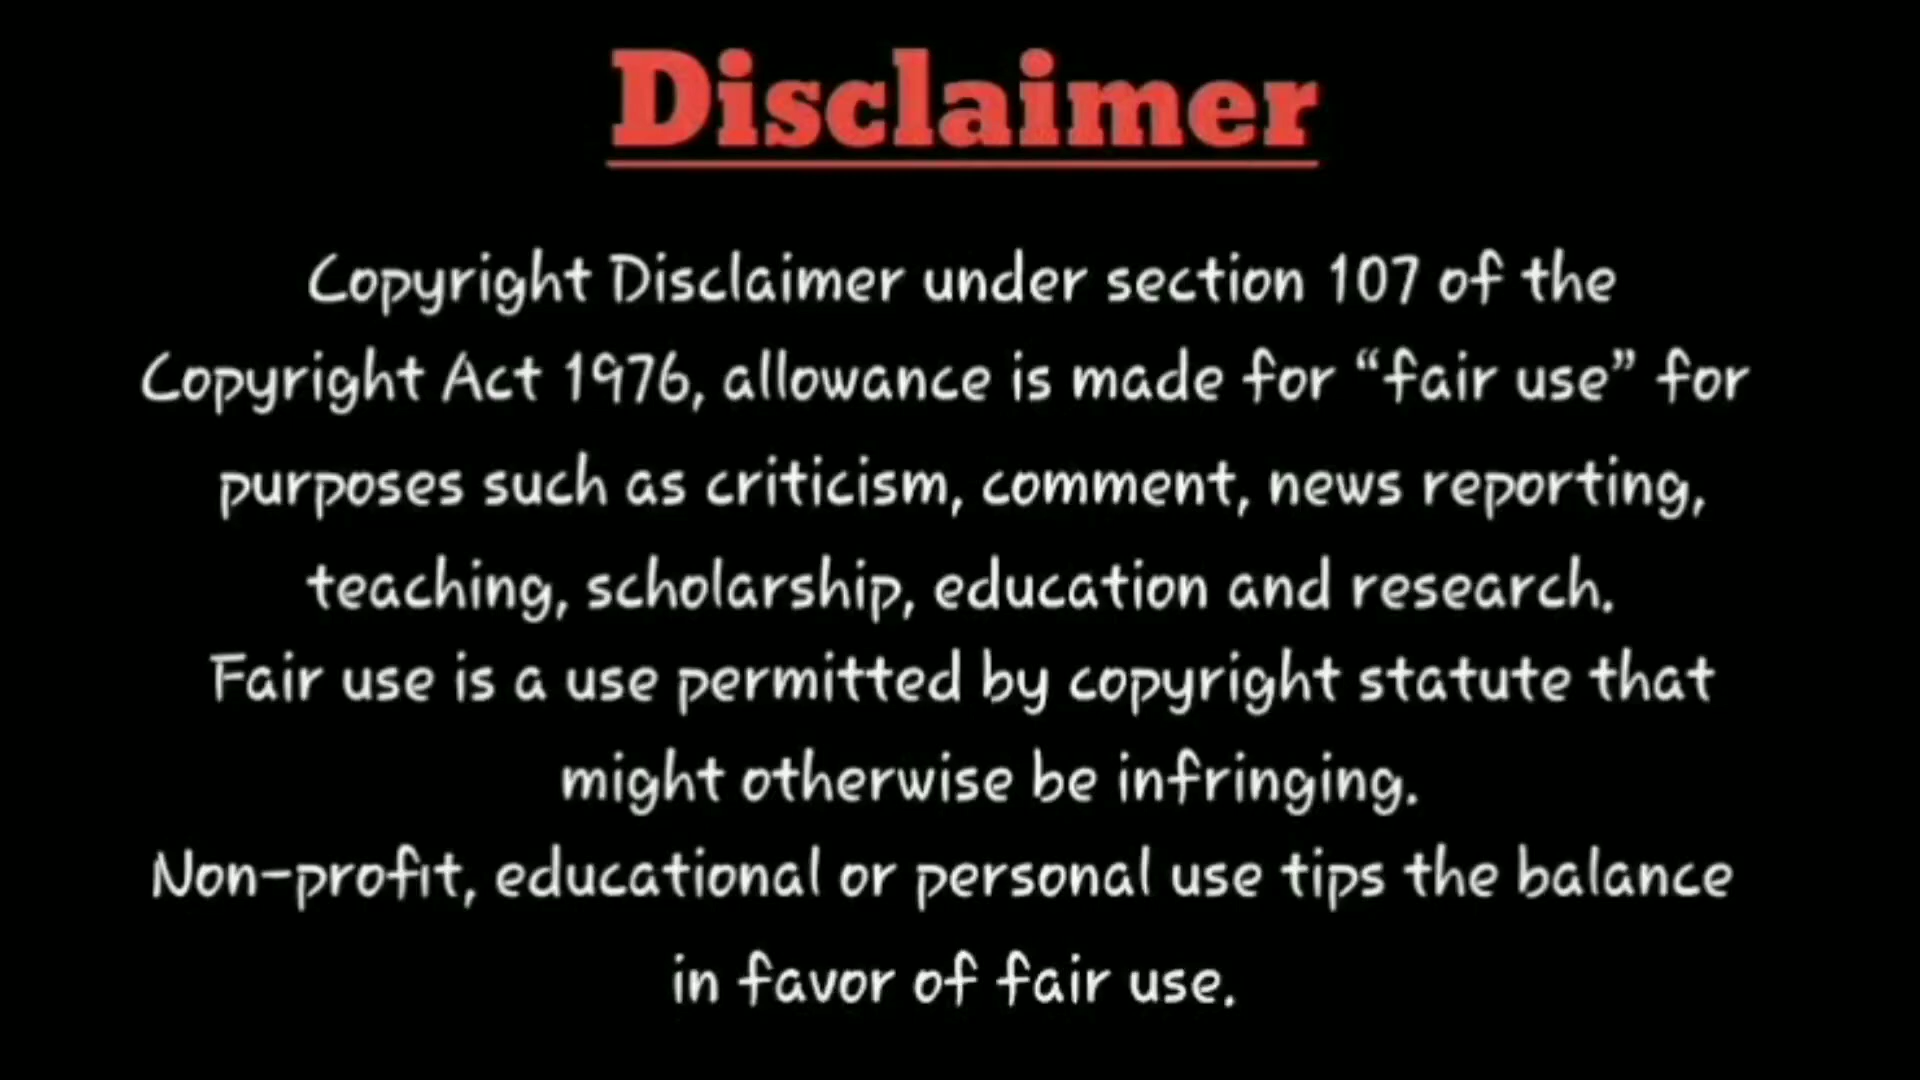 Disclaimer
Copyright Disclaimer under section 107 of the
Copyright Act 1976, allowance is made for “fair use” for
purposes such as criticism, comment, news reporting,
teaching, scholarship, education and research.
Fair use is a use permitted by copyright statute that
might otherwise be infringing.
Non-profit, educational or personal use tips the balance
in favor of fair use.